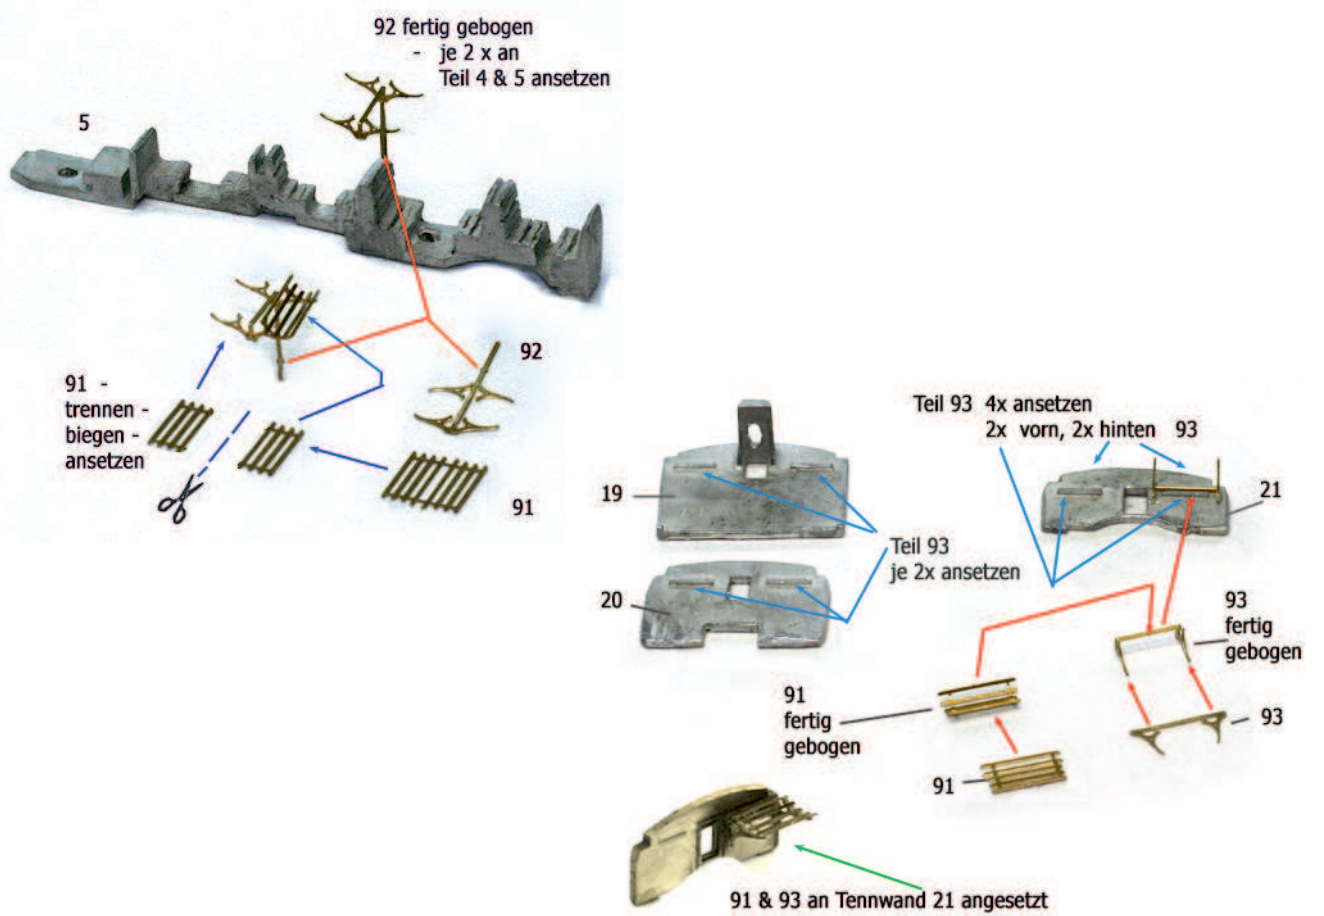 92 fertig gebogen
- je 2 x an
Teil 4 & 5 ansetzen
5
92
91 -
trennen -
biegen -
ansetzen
91
Teil 93 4x ansetzen
2x vorn, 2x hinten 93
19
21
Teil 93
je 2x ansetzen
20
93
fertig
gebogen
91
fertig
gebogen
93
91
91 & 93 an Tennwand 21 angesetzt